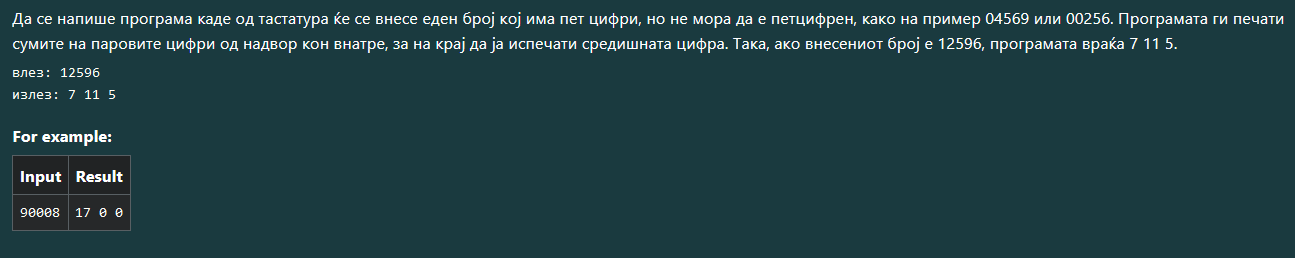 Да се напише програма каде од тастатура ќе се внесе еден број кој има пет цифри, но не мора да е петцифрен, како на пример 04569 или 00256. Програмата ги печати
сумите на паровите цифри од надвор кон внатре, за на крај да ја испечати средишната цифра. Така, ако внесениот број е 12596, програмата враќа 7 11 5.
влез: 12596
излез: 7 11 5
For example:
Input Result
90008 17 0 0